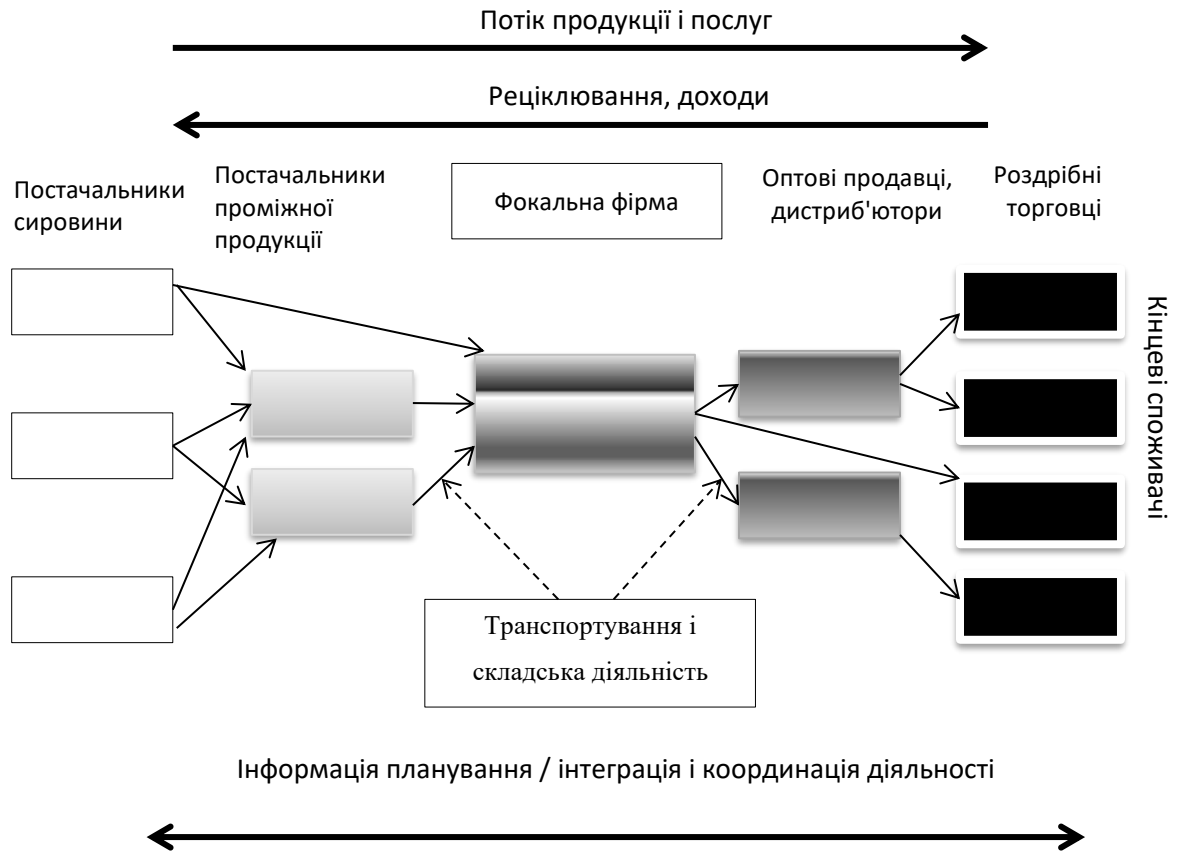 Потік продукції і послуг
Реціклювання, доходи
Постачальники
сировини
Постачальники
проміжної
продукції
Фокальна фірма
Оптові продавці,
дистриб'ютори
Роздрібні
торговці
Кінцеві споживачі
Транспортування і
складська діяльність
Інформація планування / інтеграція і координація діяльності